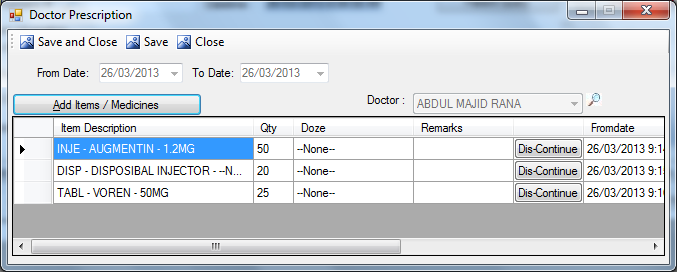 Doctor Prescription
Save and Close Save Close
From Date: 26/03/2013 To Date: 26/03/2013
Add Items / Medicines Doctor : ABDUL MAJID RANA
Item Description Qty Doze Remarks Fromdate
INJE - AUGMENTIN - 1.2MG 50 --None-- Dis-Continue 26/03/2013 9:14
DISP - DISPOSIBAL INJECTOR - --N... 20 --None-- Dis-Continue 26/03/2013 9:15
TABL - VOREN - 50MG 25 --None-- Dis-Continue 26/03/2013 9:16